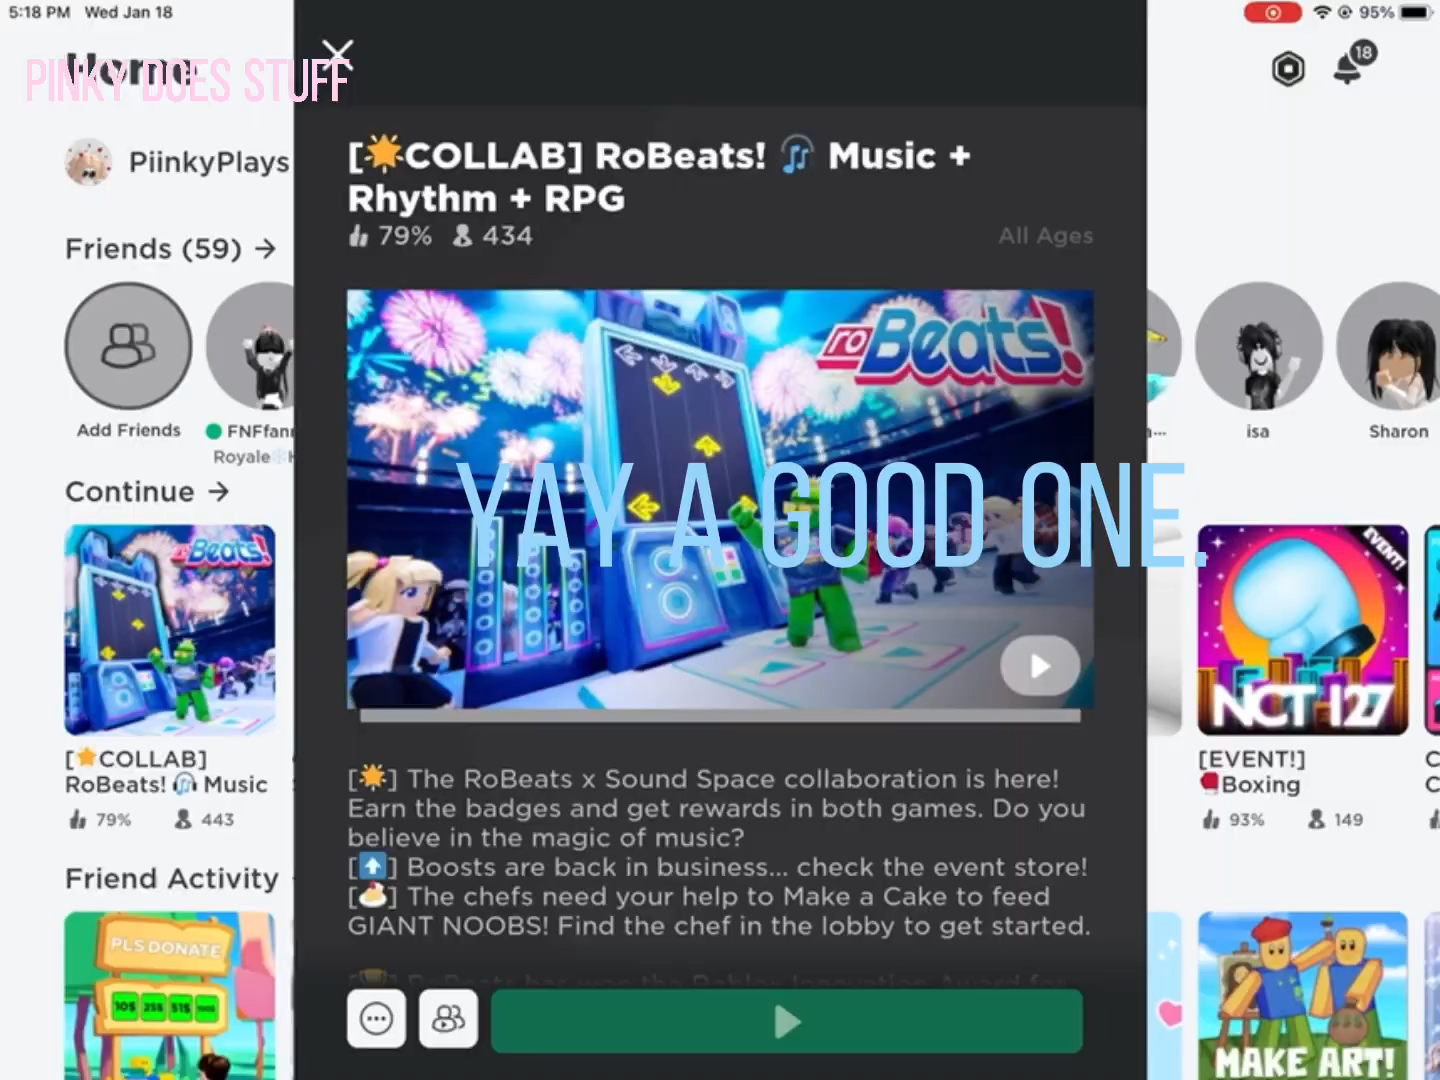 5:18 PM Wed Jan 18
95%
Home
PINKY DOES STUFF
18
PiinkyPlays
Friends (59) →
Add Friends
FNFfan
Royale
isa
Sharon
Continue →
[🌟COLLAB]
RoBeats! 🎧 Music
79% 443
Friend Activity
PLS DONATE
10$ 25$ 51$
[🌟COLLAB] RoBeats! 🎧 Music +
Rhythm + RPG
79% 434
All Ages
roBeats!
YAY A GOOD ONE.
[🌟] The RoBeats x Sound Space collaboration is here!
Earn the badges and get rewards in both games. Do you
believe in the magic of music?
[⬆️] Boosts are back in business... check the event store!
[🍰] The chefs need your help to Make a Cake to feed
GIANT NOOBS! Find the chef in the lobby to get started.
EVENT!
NCT 127
[EVENT!]
🥊Boxing
93% 149
MAKE ART!